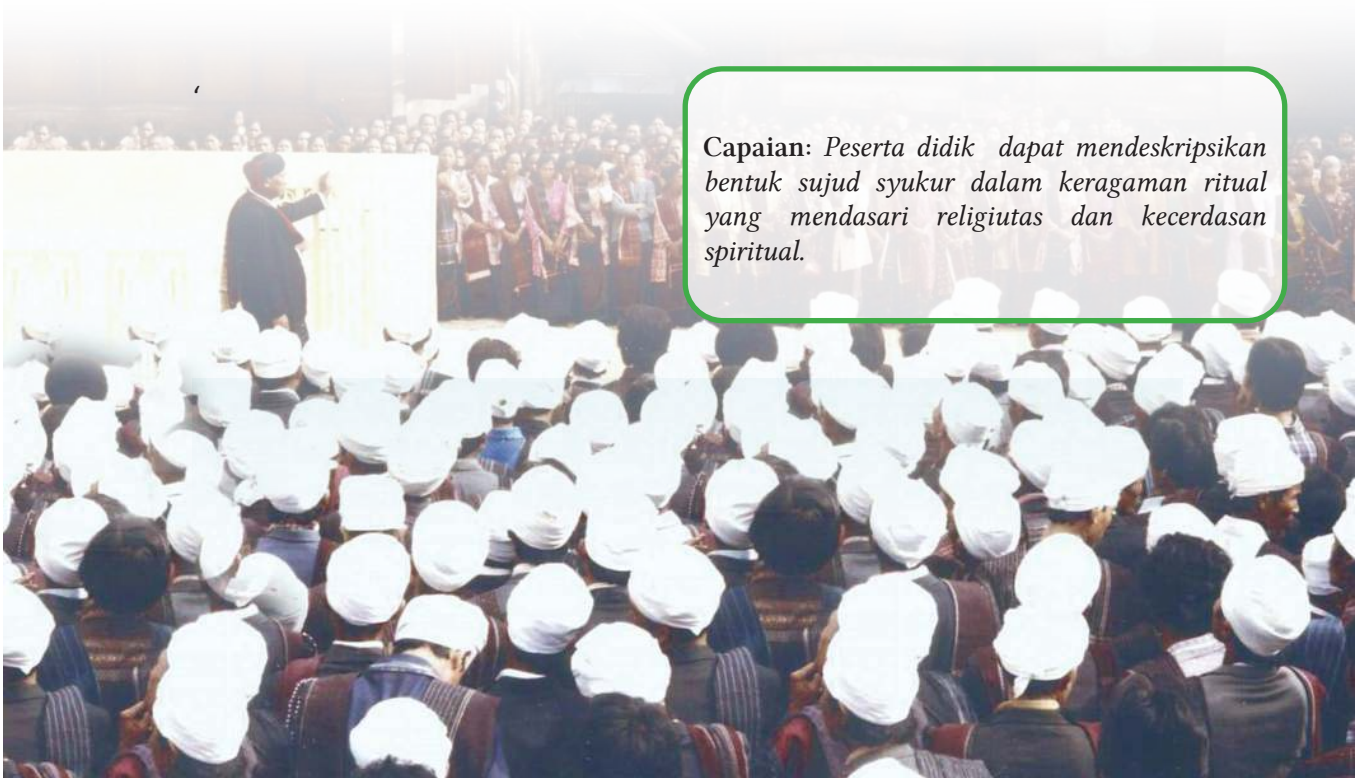 ‘
Capaian: Peserta didik dapat mendeskripsikan
bentuk sujud syukur dalam keragaman ritual
yang mendasari religiutas dan kecerdasan
spiritual.